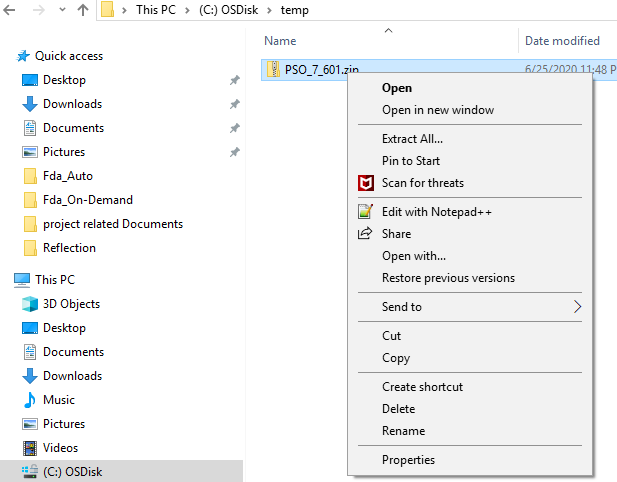 This PC > (C:) OSDisk > temp
Name
Date modified
Quick access
Desktop
Downloads
Documents
Pictures
Fda_Auto
Fda_On-Demand
project related Documents
Reflection
This PC
3D Objects
Desktop
Documents
Downloads
Music
Pictures
Videos
(C:) OSDisk
PSO_7_601.zip
6/25/2020 11:48 P
Open
Open in new window
Extract All...
Pin to Start
Scan for threats
Edit with Notepad++
Share
Open with...
Restore previous versions
Send to
Cut
Copy
Create shortcut
Delete
Rename
Properties